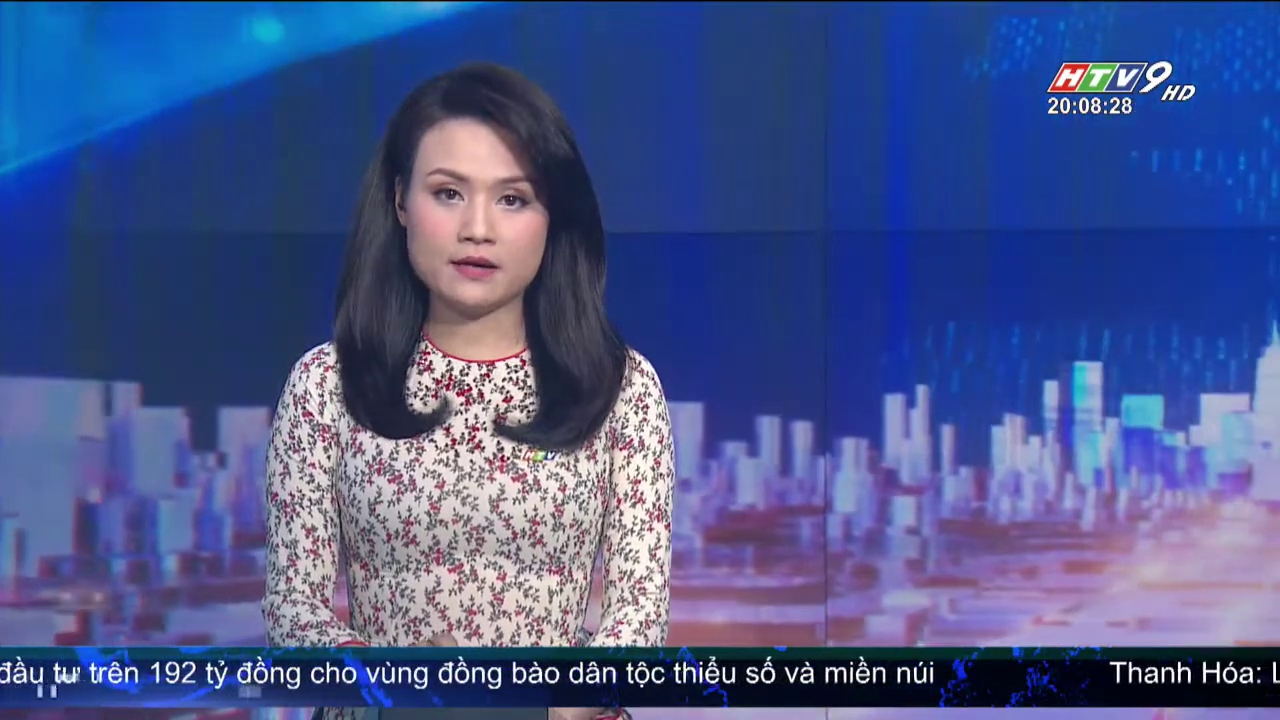 HTV9 HD
20:08:28
HTV
đầu tư trên 192 tỷ đồng cho vùng đồng bào dân tộc thiểu số và miền núi Thanh Hóa: L